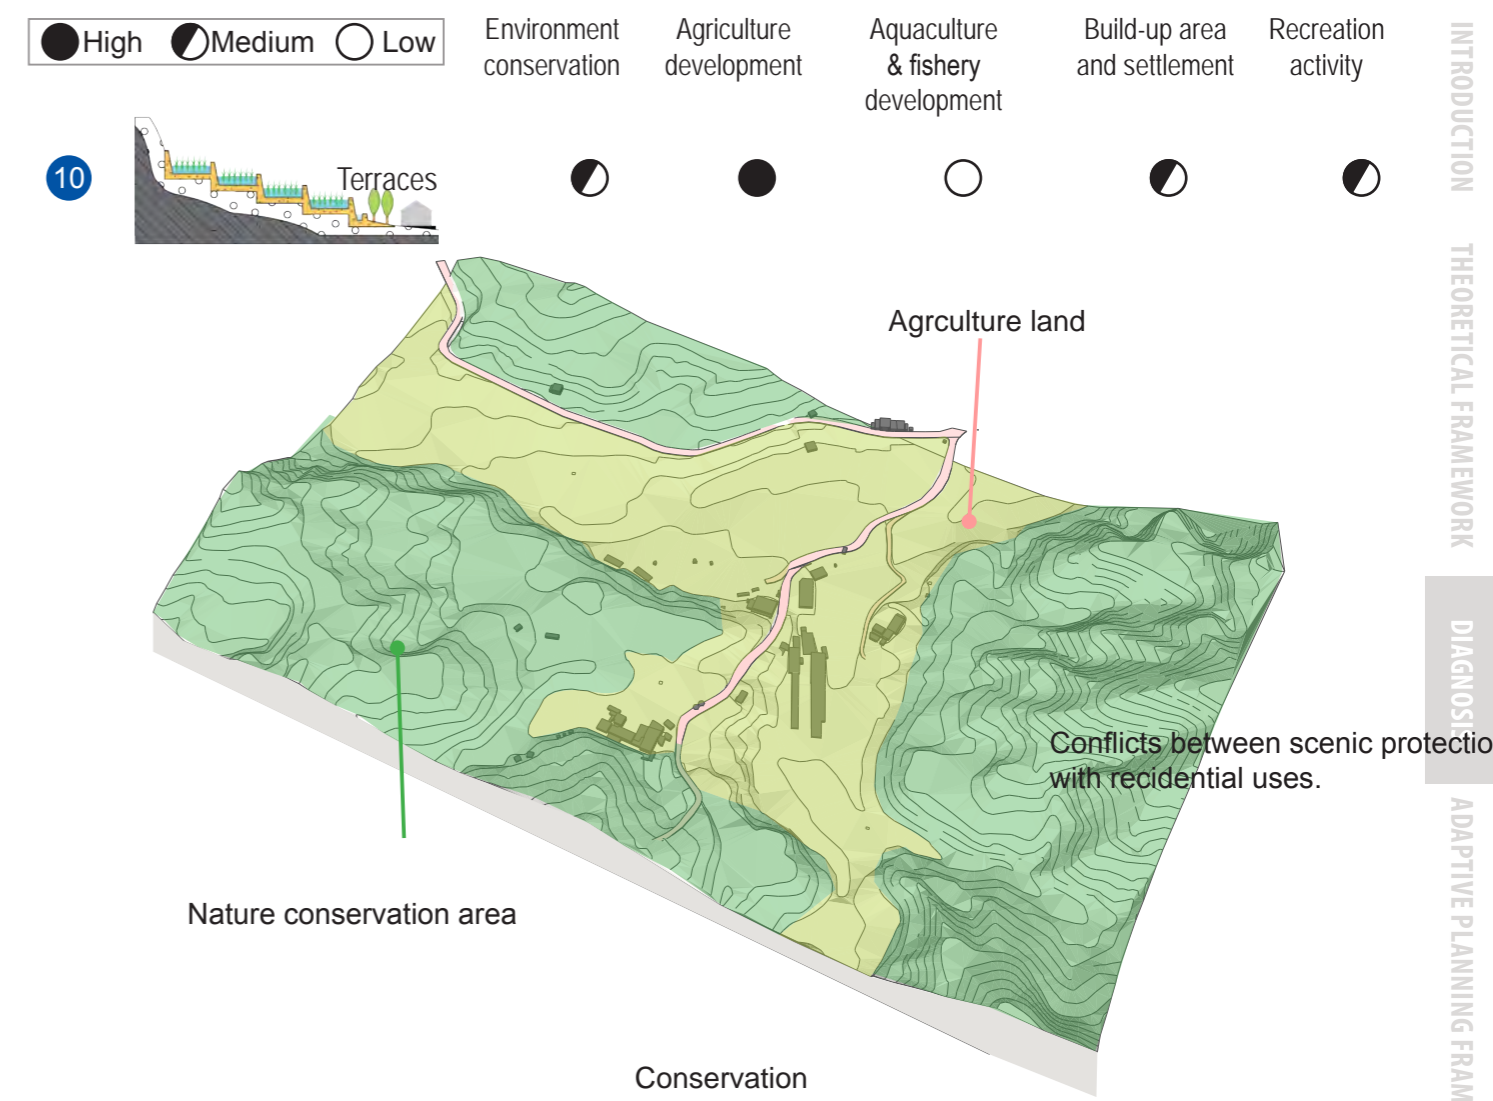 High Medium Low
Environment
conservation
Agriculture
development
Aquaculture
& fishery
development
Build-up area
and settlement
Recreation
activity
10
Terraces
Agrculture land
Conflicts between scenic protectio
with recidential uses.
Nature conservation area
Conservation
INTRODUCTION
THEORETICAL FRAMEWORK
DIAGNOSIS
ADAPTIVE PLANNING FRAM